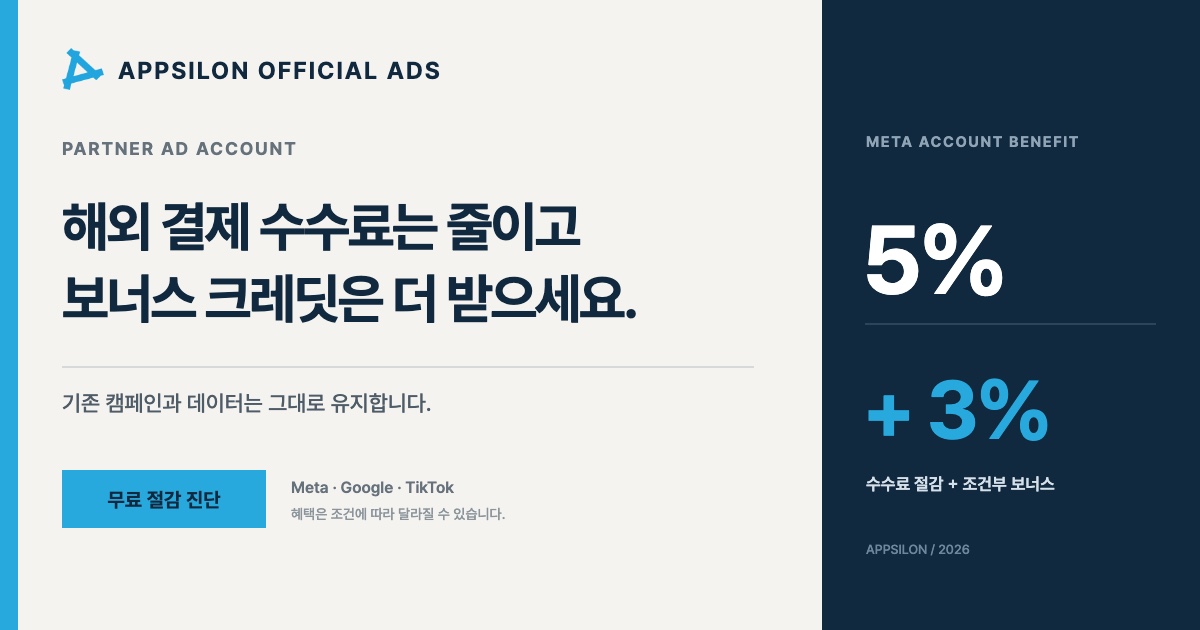 APPSILON OFFICIAL ADS
PARTNER AD ACCOUNT
해외 결제 수수료는 줄이고
보너스 크레딧은 더 받으세요.
기존 캠페인과 데이터는 그대로 유지합니다.
무료 절감 진단
Meta · Google · TikTok
혜택은 조건에 따라 달라질 수 있습니다.
META ACCOUNT BENEFIT
5%
+ 3%
수수료 절감 + 조건부 보너스
APPSILON / 2026